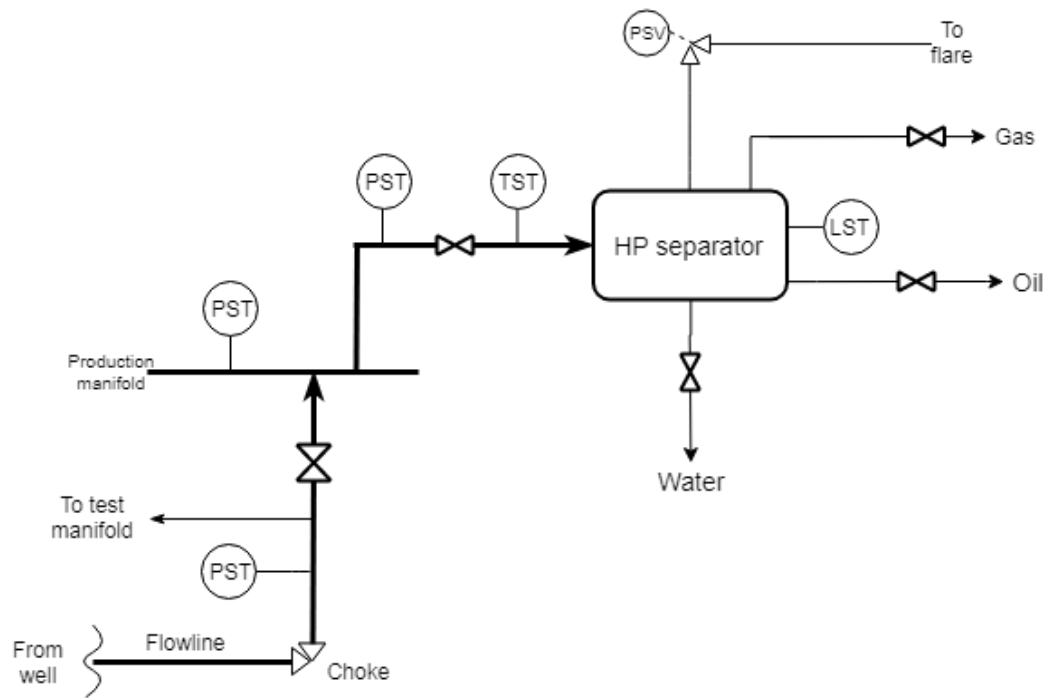 PSV
To
flare
Gas
PST
TST
HP separator
LST
Oil
PST
Production
manifold
Water
To test
manifold
PST
From
well
Flowline
Choke